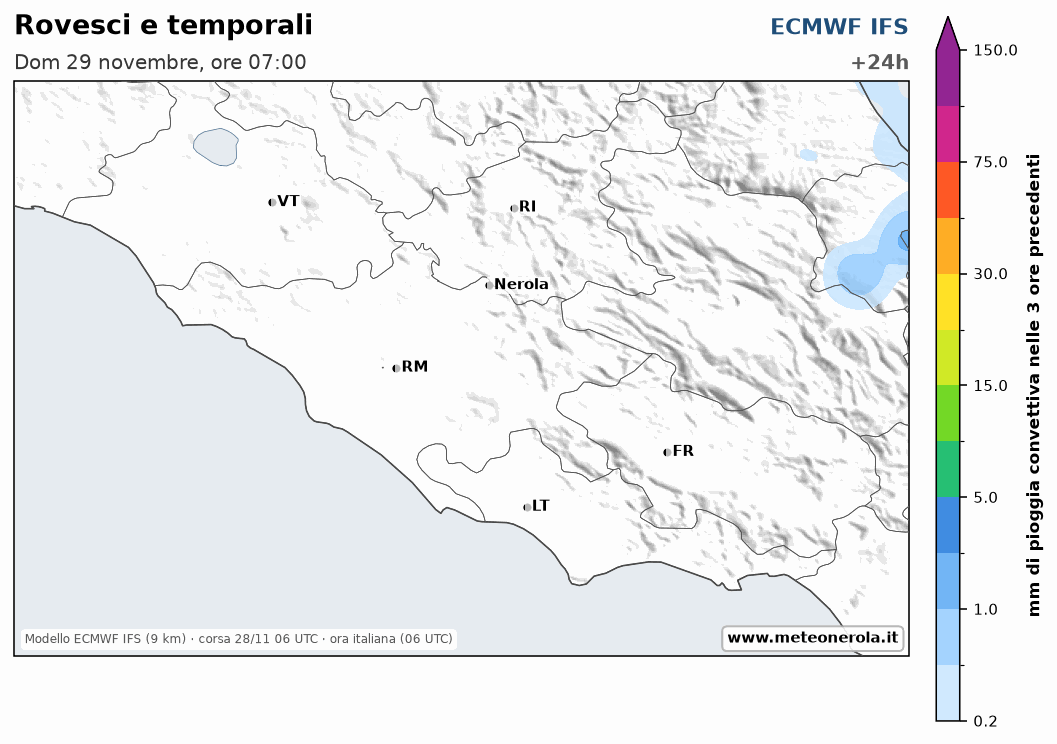 Rovesci e temporali
ECMWF IFS
Dom 29 novembre, ore 07:00
+24h
VT
RI
Nerola
RM
FR
LT
Modello ECMWF IFS (9 km) · corsa 28/11 06 UTC · ora italiana (06 UTC)
www.meteonerola.it
150.0
75.0
30.0
15.0
5.0
1.0
0.2
mm di pioggia convettiva nelle 3 ore precedenti